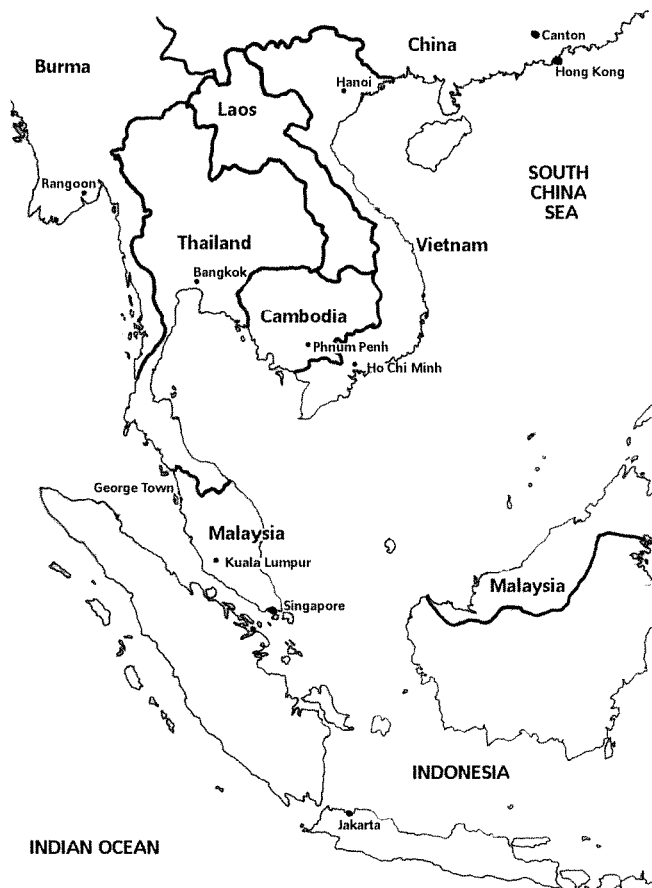 China
Canton
Burma
Hong Kong
Hanoi
Laos
Rangoon
SOUTH
CHINA
SEA
Thailand
Vietnam
Bangkok
Cambodia
Phnum Penh
Ho Chi Minh
George Town
Malaysia
Kuala Lumpur
Malaysia
Singapore
INDONESIA
Jakarta
INDIAN OCEAN